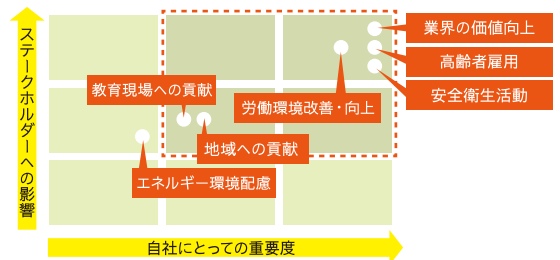 ステークホルダーへの影響
業界の価値向上
高齢者雇用
安全衛生活動
労働環境改善・向上
教育現場への貢献
地域への貢献
エネルギー環境配慮
自社にとっての重要度